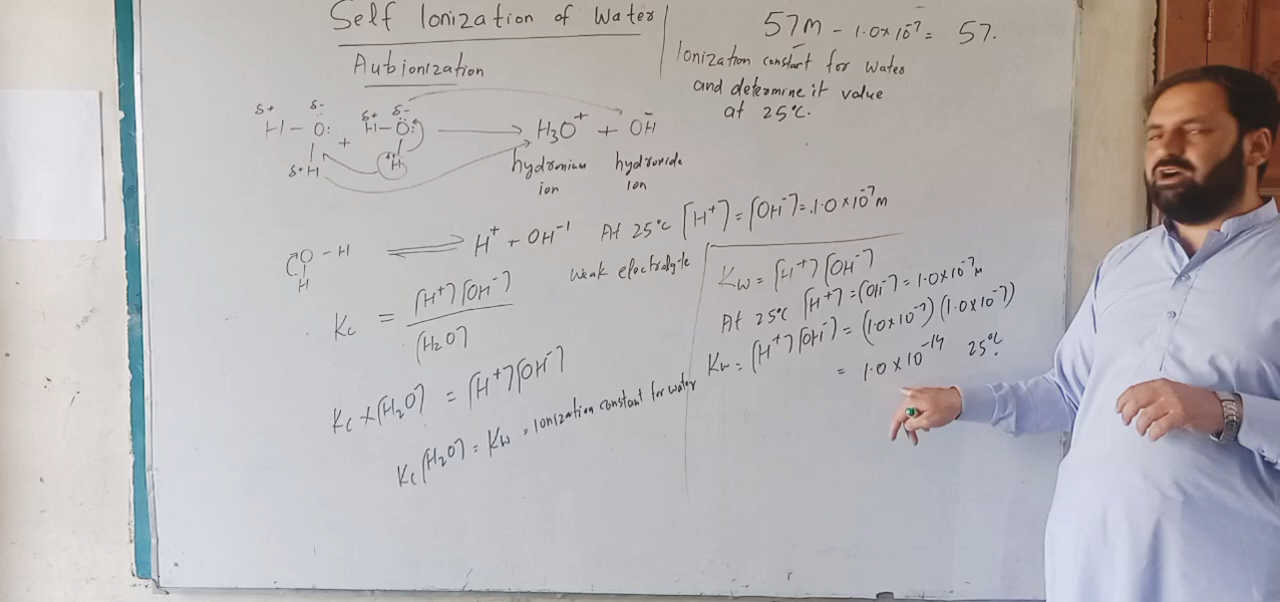 Self Ionization of Water
Autoionization
57M - 1.0×10⁻⁷ = 57.
Ionization constant for Water
and determine it value
at 25°C.
δ+ δ- δ+ δ-
H - O: + H - Ö: → H3O⁺ + OH⁻
δ+ H H
hydronium hydroxide
ion ion
O - H ⇌ H⁺ + OH⁻¹
H
Weak electrolyte
At 25°C [H⁺] = [OH⁻] = 1.0×10⁻⁷ M
Kc = [H⁺][OH⁻]
[H2O]
Kc × [H2O] = [H⁺][OH⁻]
Kc [H2O] = Kw = ionization constant for water
Kw = [H⁺][OH⁻]
At 25°C [H⁺] = [OH⁻] = 1.0×10⁻⁷ M
Kw = [H⁺][OH⁻] = (1.0×10⁻⁷)(1.0×10⁻⁷)
= 1.0×10⁻¹⁴ 25°C.